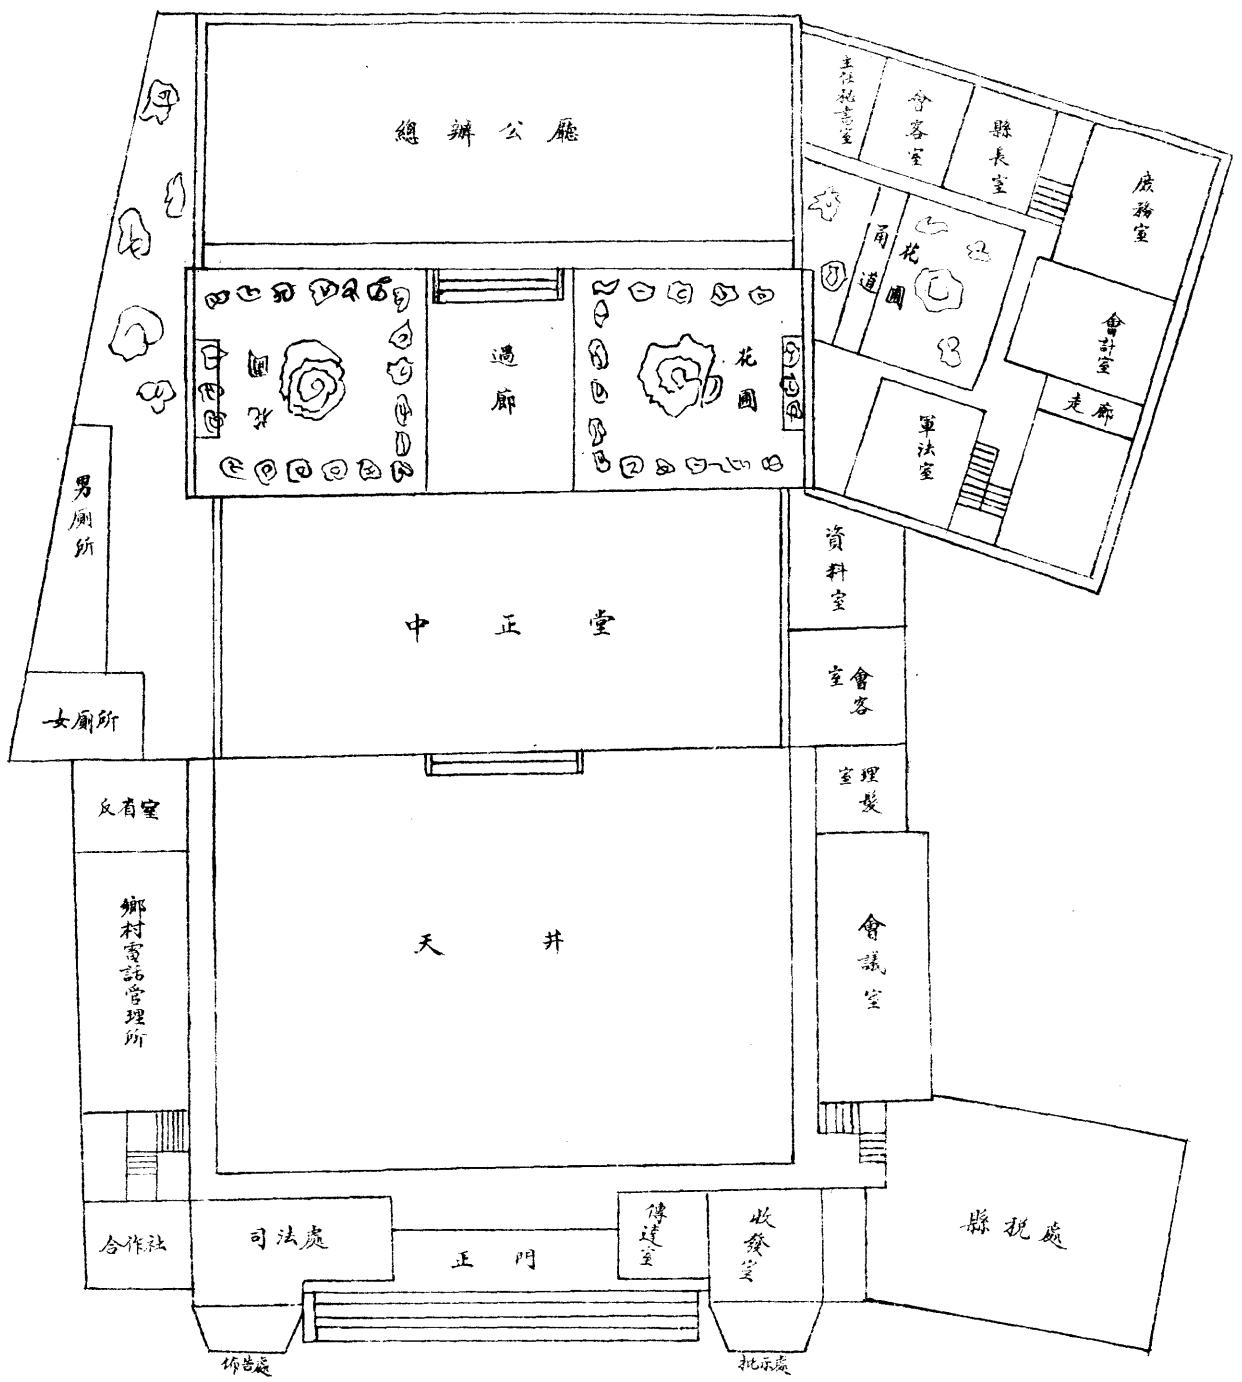 總辦公廳
主任祕書室
會客室
縣長室
庶務室
甬道
花圃
會計室
走廊
軍法室
花圃
過廊
花圃
男廁所
女廁所
中正堂
資料室
會客室
理髮室
反省室
鄉村電話管理所
天井
會議室
合作社
司法處
正門
傳達室
收發室
縣稅處
佈告處
批示處